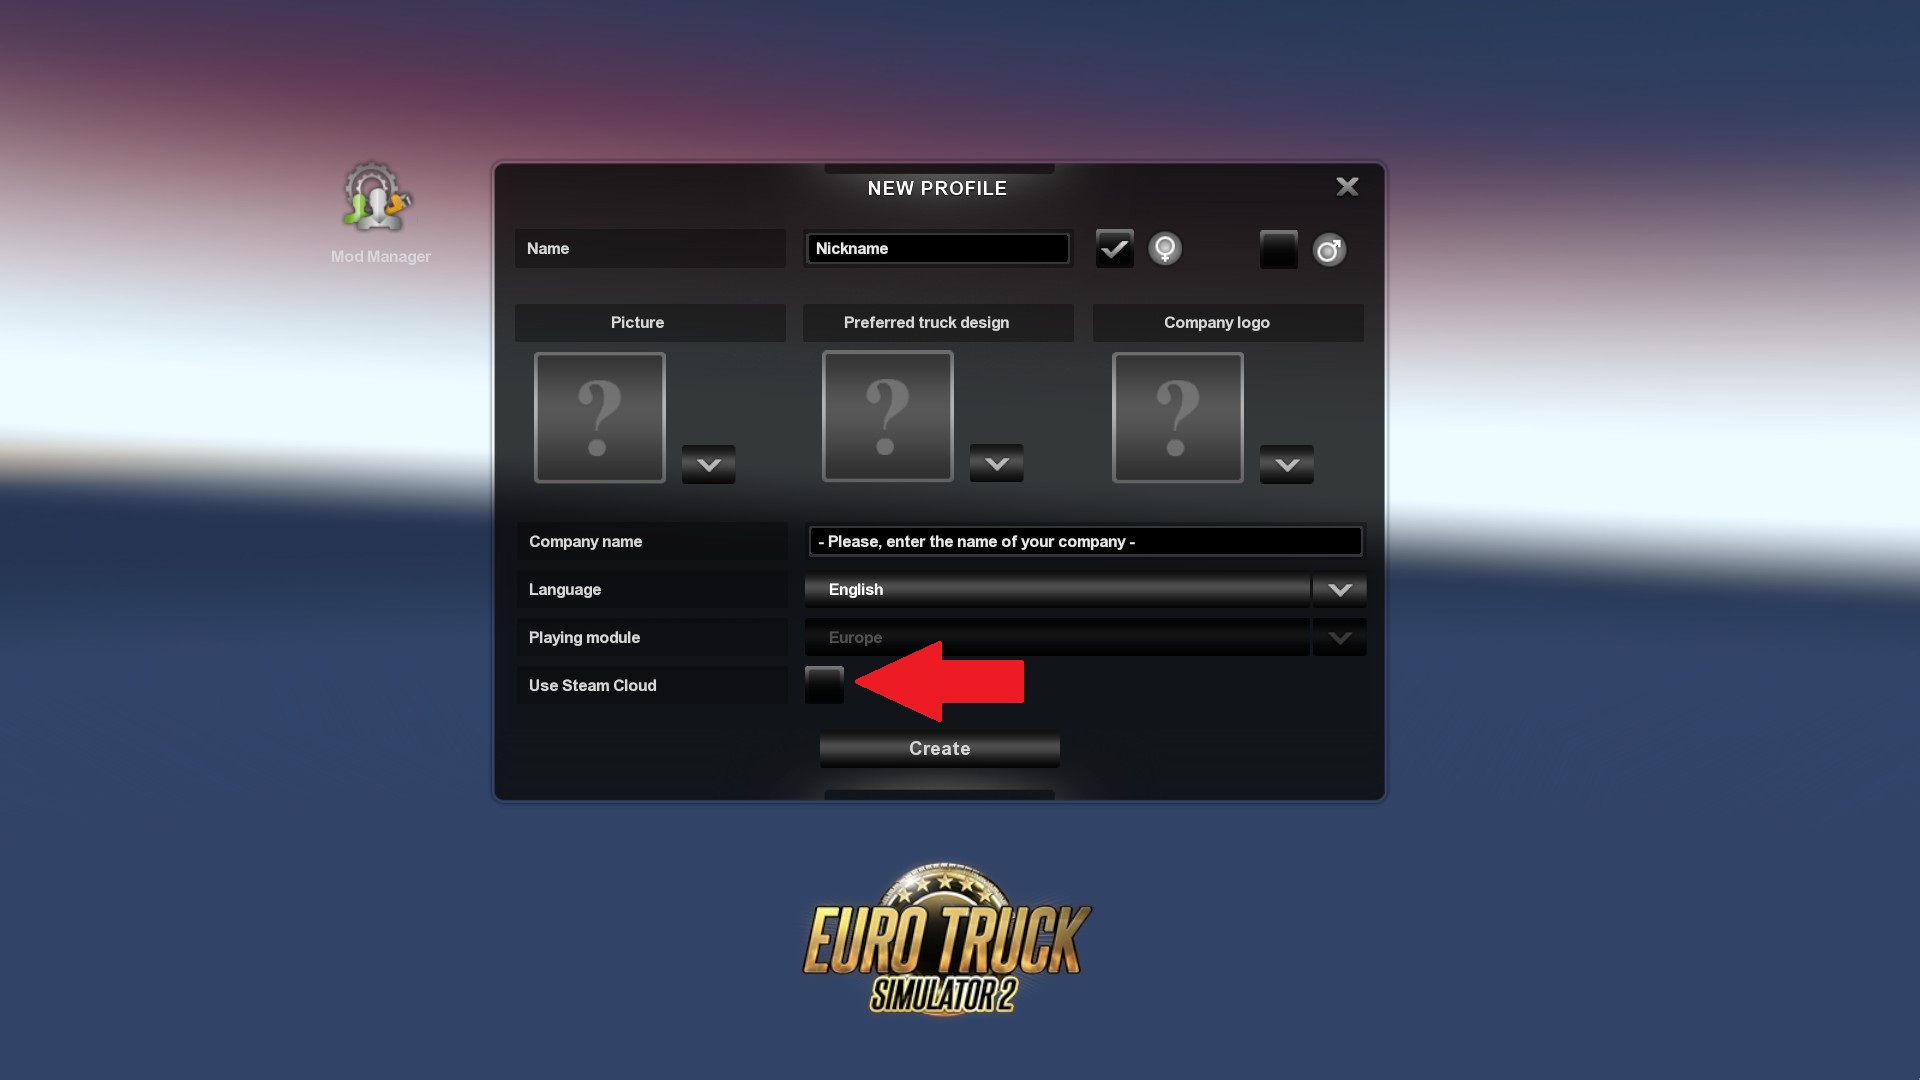 NEW PROFILE
Mod Manager
Name
Nickname
Picture
Preferred truck design
Company logo
?
?
?
Company name
- Please, enter the name of your company -
Language
English
Playing module
Europe
Use Steam Cloud
Create
EURO TRUCK
SIMULATOR 2